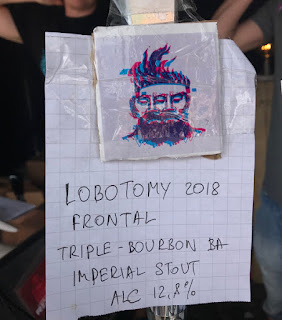 LOBOTOMY 2018
FRONTAL
TRIPLE-BOURBON BA
IMPERIAL STOUT
ALC 12,8%